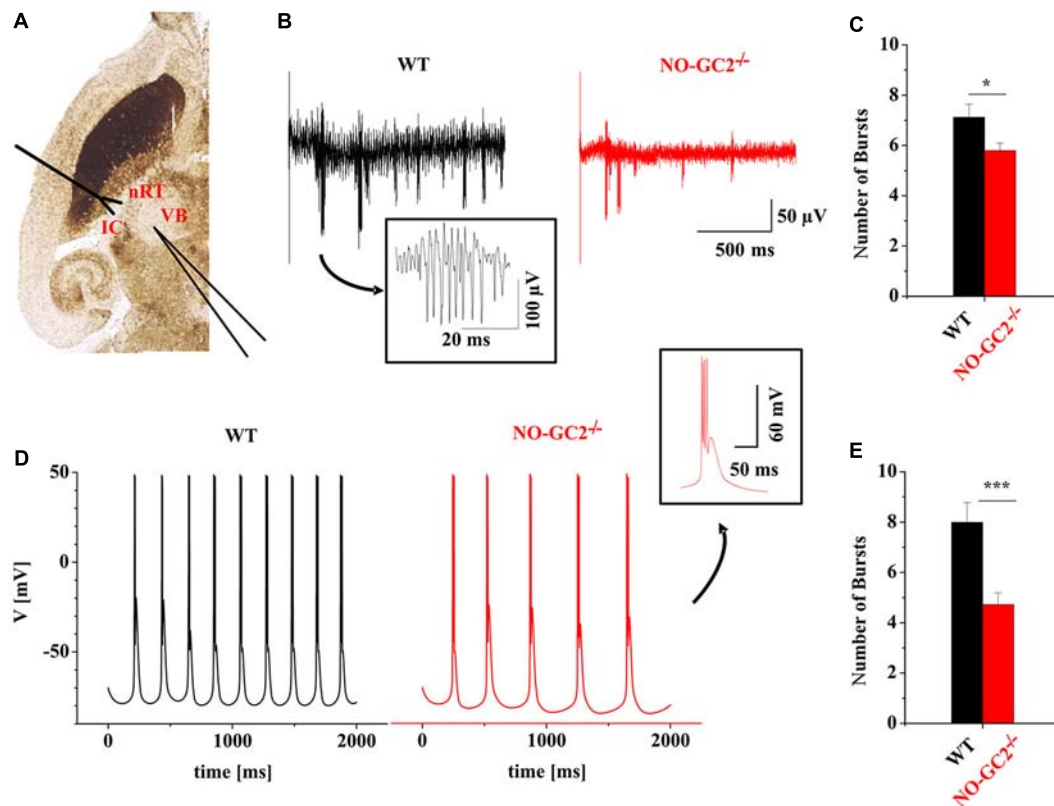 A
nRT
VB
IC
B
WT
NO-GC2-/-
50 μV
500 ms
100 μV
20 ms
C
10
8
6
4
2
0
Number of Bursts
*
WT
NO-GC2-/-
D
WT
NO-GC2-/-
60 mV
50 ms
50
0
-50
V [mV]
0
1000
2000
time [ms]
0
1000
2000
time [ms]
E
10
8
6
4
2
0
Number of Bursts
***
WT
NO-GC2-/-